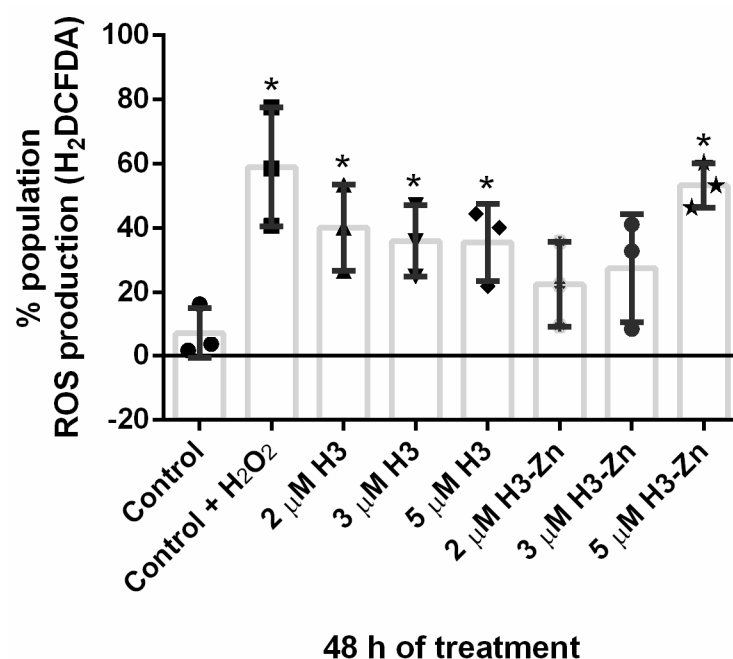 % population
ROS production (H₂DCFDA)
100
80
60
40
20
0
-20
*
*
*
*
*
Control
Control + H₂O₂
2 μM H3
3 μM H3
5 μM H3
2 μM H3-Zn
3 μM H3-Zn
5 μM H3-Zn
48 h of treatment